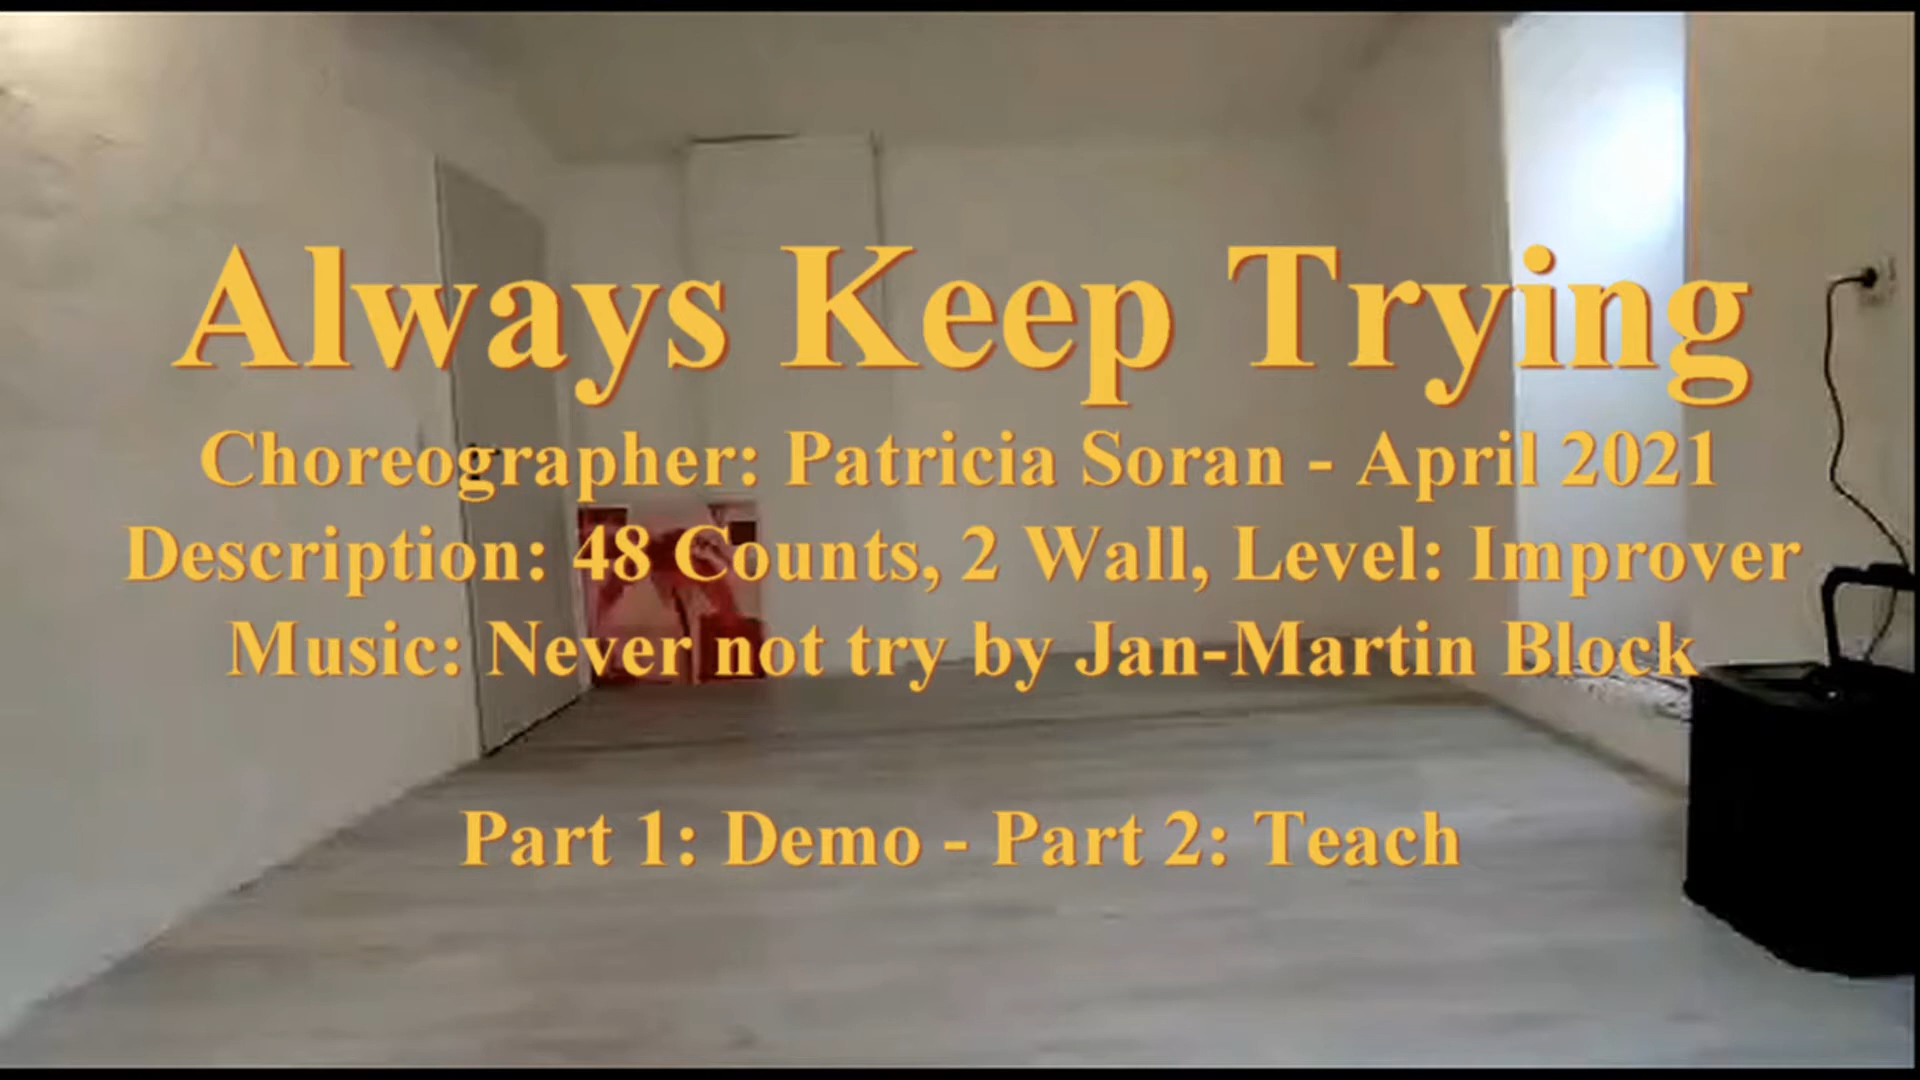 Always Keep Trying
Choreographer: Patricia Soran - April 2021
Description: 48 Counts, 2 Wall, Level: Improver
Music: Never not try by Jan-Martin Block
Part 1: Demo - Part 2: Teach